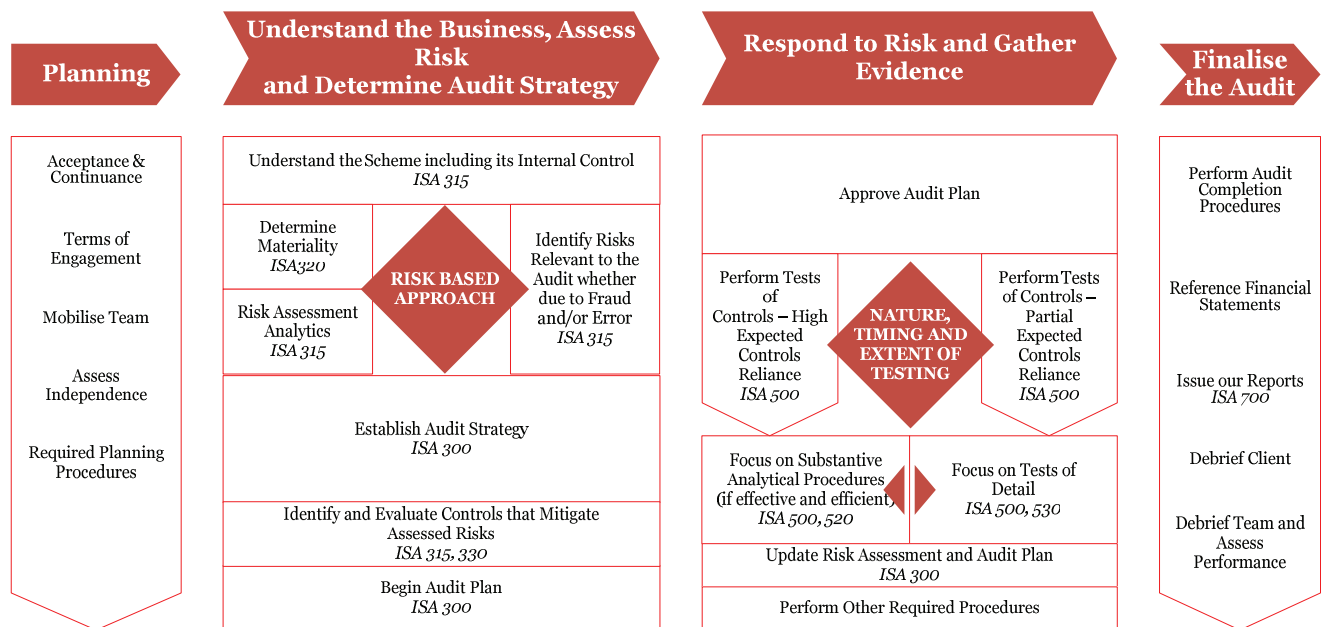 Planning
Understand the Business, Assess
Risk
and Determine Audit Strategy
Respond to Risk and Gather
Evidence
Finalise
the Audit
Acceptance &
Continuance
Terms of
Engagement
Mobilise Team
Assess
Independence
Required Planning
Procedures
Understand the Scheme including its Internal Control
ISA 315
Determine
Materiality
ISA320
Risk Assessment
Analytics
ISA 315
RISK BASED
APPROACH
Identify Risks
Relevant to the
Audit whether
due to Fraud
and/or Error
ISA 315
Establish Audit Strategy
ISA 300
Identify and Evaluate Controls that Mitigate
Assessed Risks
ISA 315, 330
Begin Audit Plan
ISA 300
Approve Audit Plan
Perform Tests
of
Controls – High
Expected
Controls
Reliance
ISA 500
NATURE,
TIMING AND
EXTENT OF
TESTING
Perform Tests
of Controls –
Partial
Expected
Controls
Reliance
ISA 500
Focus on Substantive
Analytical Procedures
(if effective and efficient)
ISA 500, 520
Focus on Tests of
Detail
ISA 500, 530
Update Risk Assessment and Audit Plan
ISA 300
Perform Other Required Procedures
Perform Audit
Completion
Procedures
Reference Financial
Statements
Issue our Reports
ISA 700
Debrief Client
Debrief Team and
Assess
Performance